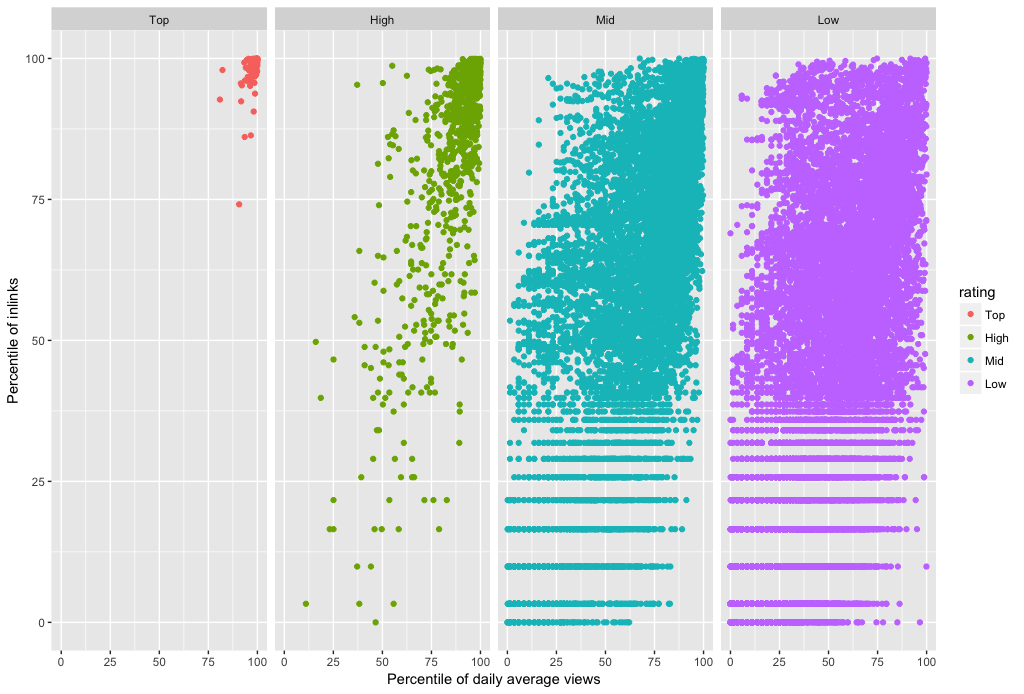 Top High Mid Low
100
75
50
25
0
Percentile of inlinks
0 25 50 75 100 0 25 50 75 100 0 25 50 75 100 0 25 50 75 100
Percentile of daily average views
rating
Top
High
Mid
Low